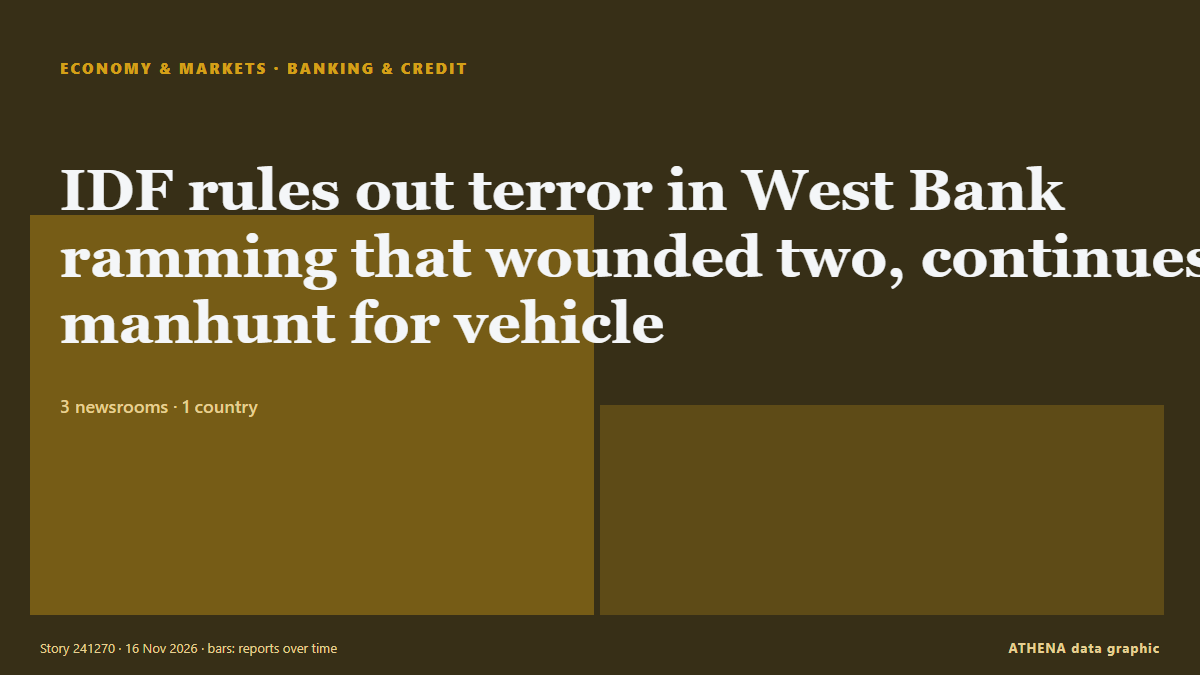 ECONOMY & MARKETS · BANKING & CREDIT
IDF rules out terror in West Bank
ramming that wounded two, continues
manhunt for vehicle
3 newsrooms · 1 country
Story 241270 · 16 Nov 2026 · bars: reports over time
ATHENA data graphic